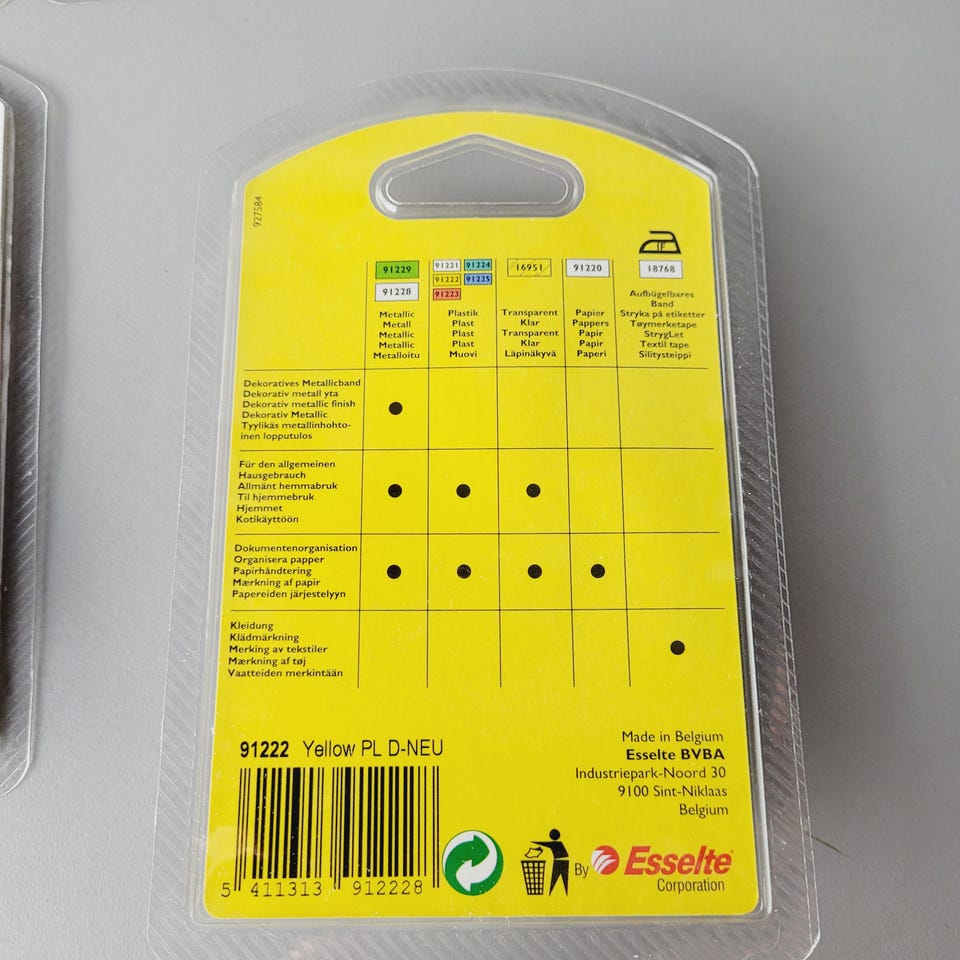 927584
91229
91228
Metallic
Metall
Metallic
Metallic
Metalloitu
91221 91224
91222 91225
91223
Plastik
Plast
Plast
Plast
Muovi
16951
Transparent
Klar
Transparent
Klar
Läpinäkyvä
91220
Papier
Pappers
Papir
Papir
Paperi
18768
Aufbügelbares
Band
Stryka på etiketter
Tøymerketape
StrygLet
Textil tape
Silitysteippi
Dekoratives Metallicband
Dekorativ metall yta
Dekorativ metallic finish
Dekorativ Metallic
Tyylikäs metallinhohto-
inen lopputulos
Für den allgemeinen
Hausgebrauch
Allmänt hemmabruk
Til hjemmebruk
Hjemmet
Kotikäyttöön
Dokumentenorganisation
Organisera papper
Papirhåndtering
Mærkning af papir
Papereiden järjestelyyn
Kleidung
Klädmärkning
Merking av tekstiler
Mærkning af tøj
Vaatteiden merkintään
91222 Yellow PL D-NEU
5 411313 912228
Made in Belgium
Esselte BVBA
Industriepark-Noord 30
9100 Sint-Niklaas
Belgium
By Esselte®
Corporation